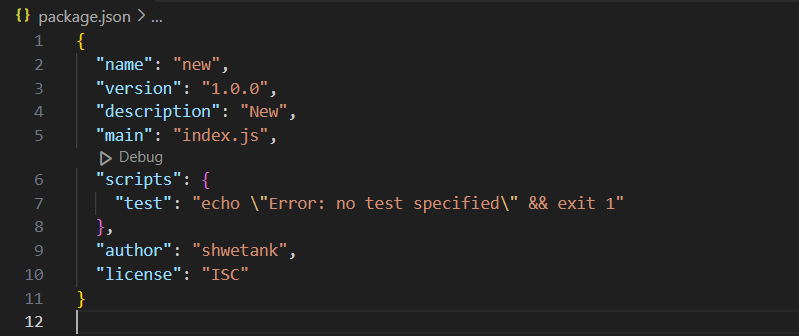 {} package.json > ...
1 {
2 "name": "new",
3 "version": "1.0.0",
4 "description": "New",
5 "main": "index.js",
Debug
6 "scripts": {
7 "test": "echo \"Error: no test specified\" && exit 1"
8 },
9 "author": "shwetank",
10 "license": "ISC"
11 }
12